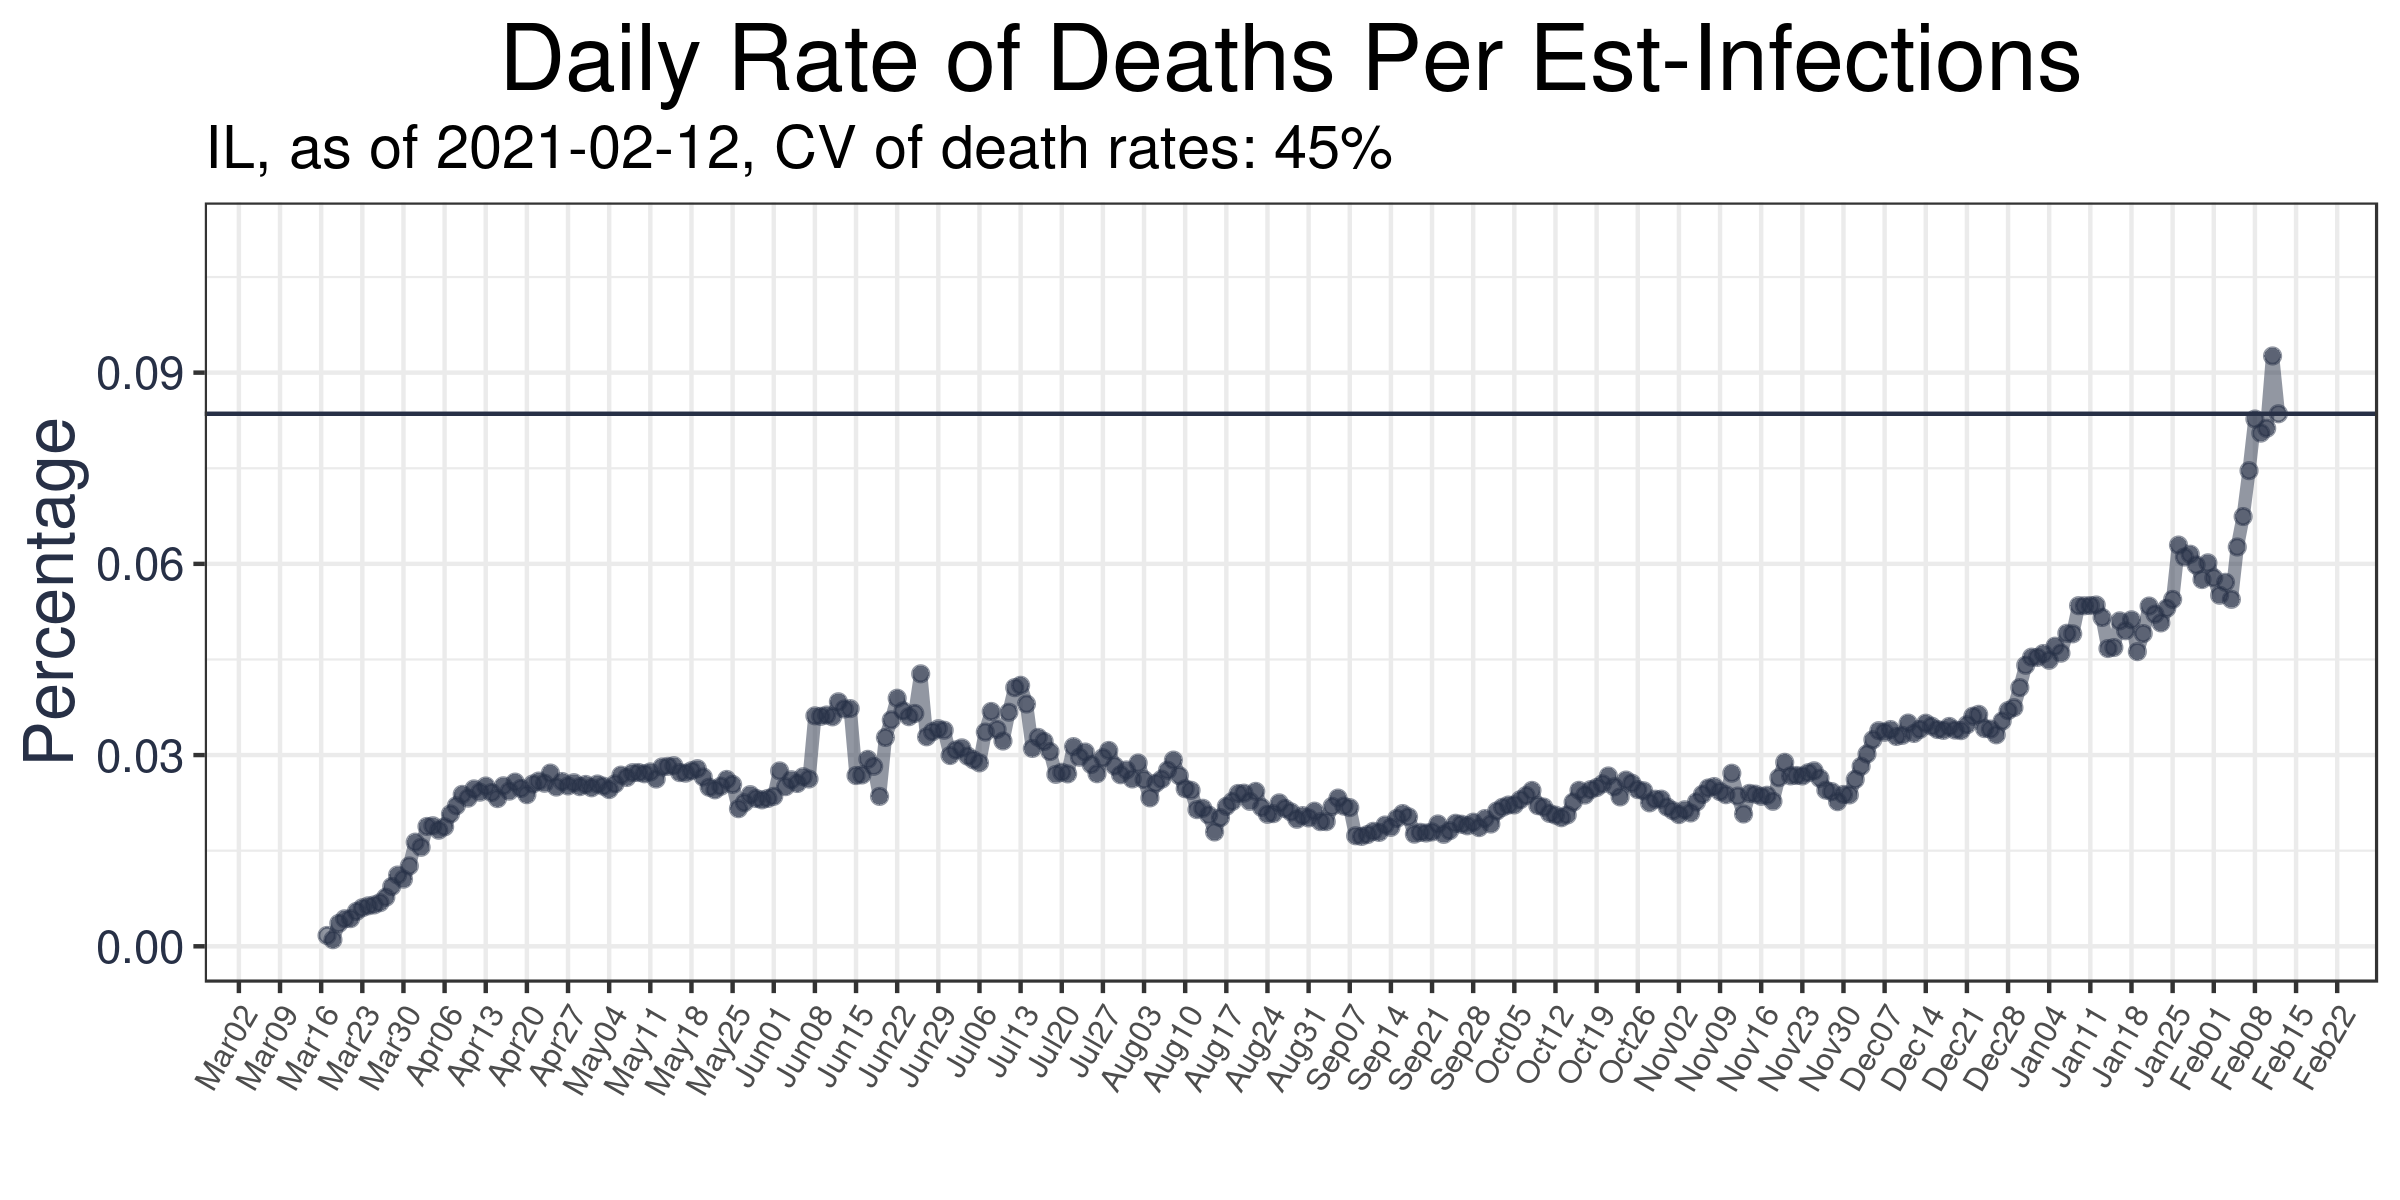 Daily Rate of Deaths Per Est-Infections
IL, as of 2021-02-12, CV of death rates: 45%
Percentage
0.09
0.06
0.03
0.00
Mar02
Mar09
Mar16
Mar23
Mar30
Apr06
Apr13
Apr20
Apr27
May04
May11
May18
May25
Jun01
Jun08
Jun15
Jun22
Jun29
Jul06
Jul13
Jul20
Jul27
Aug03
Aug10
Aug17
Aug24
Aug31
Sep07
Sep14
Sep21
Sep28
Oct05
Oct12
Oct19
Oct26
Nov02
Nov09
Nov16
Nov23
Nov30
Dec07
Dec14
Dec21
Dec28
Jan04
Jan11
Jan18
Jan25
Feb01
Feb08
Feb15
Feb22